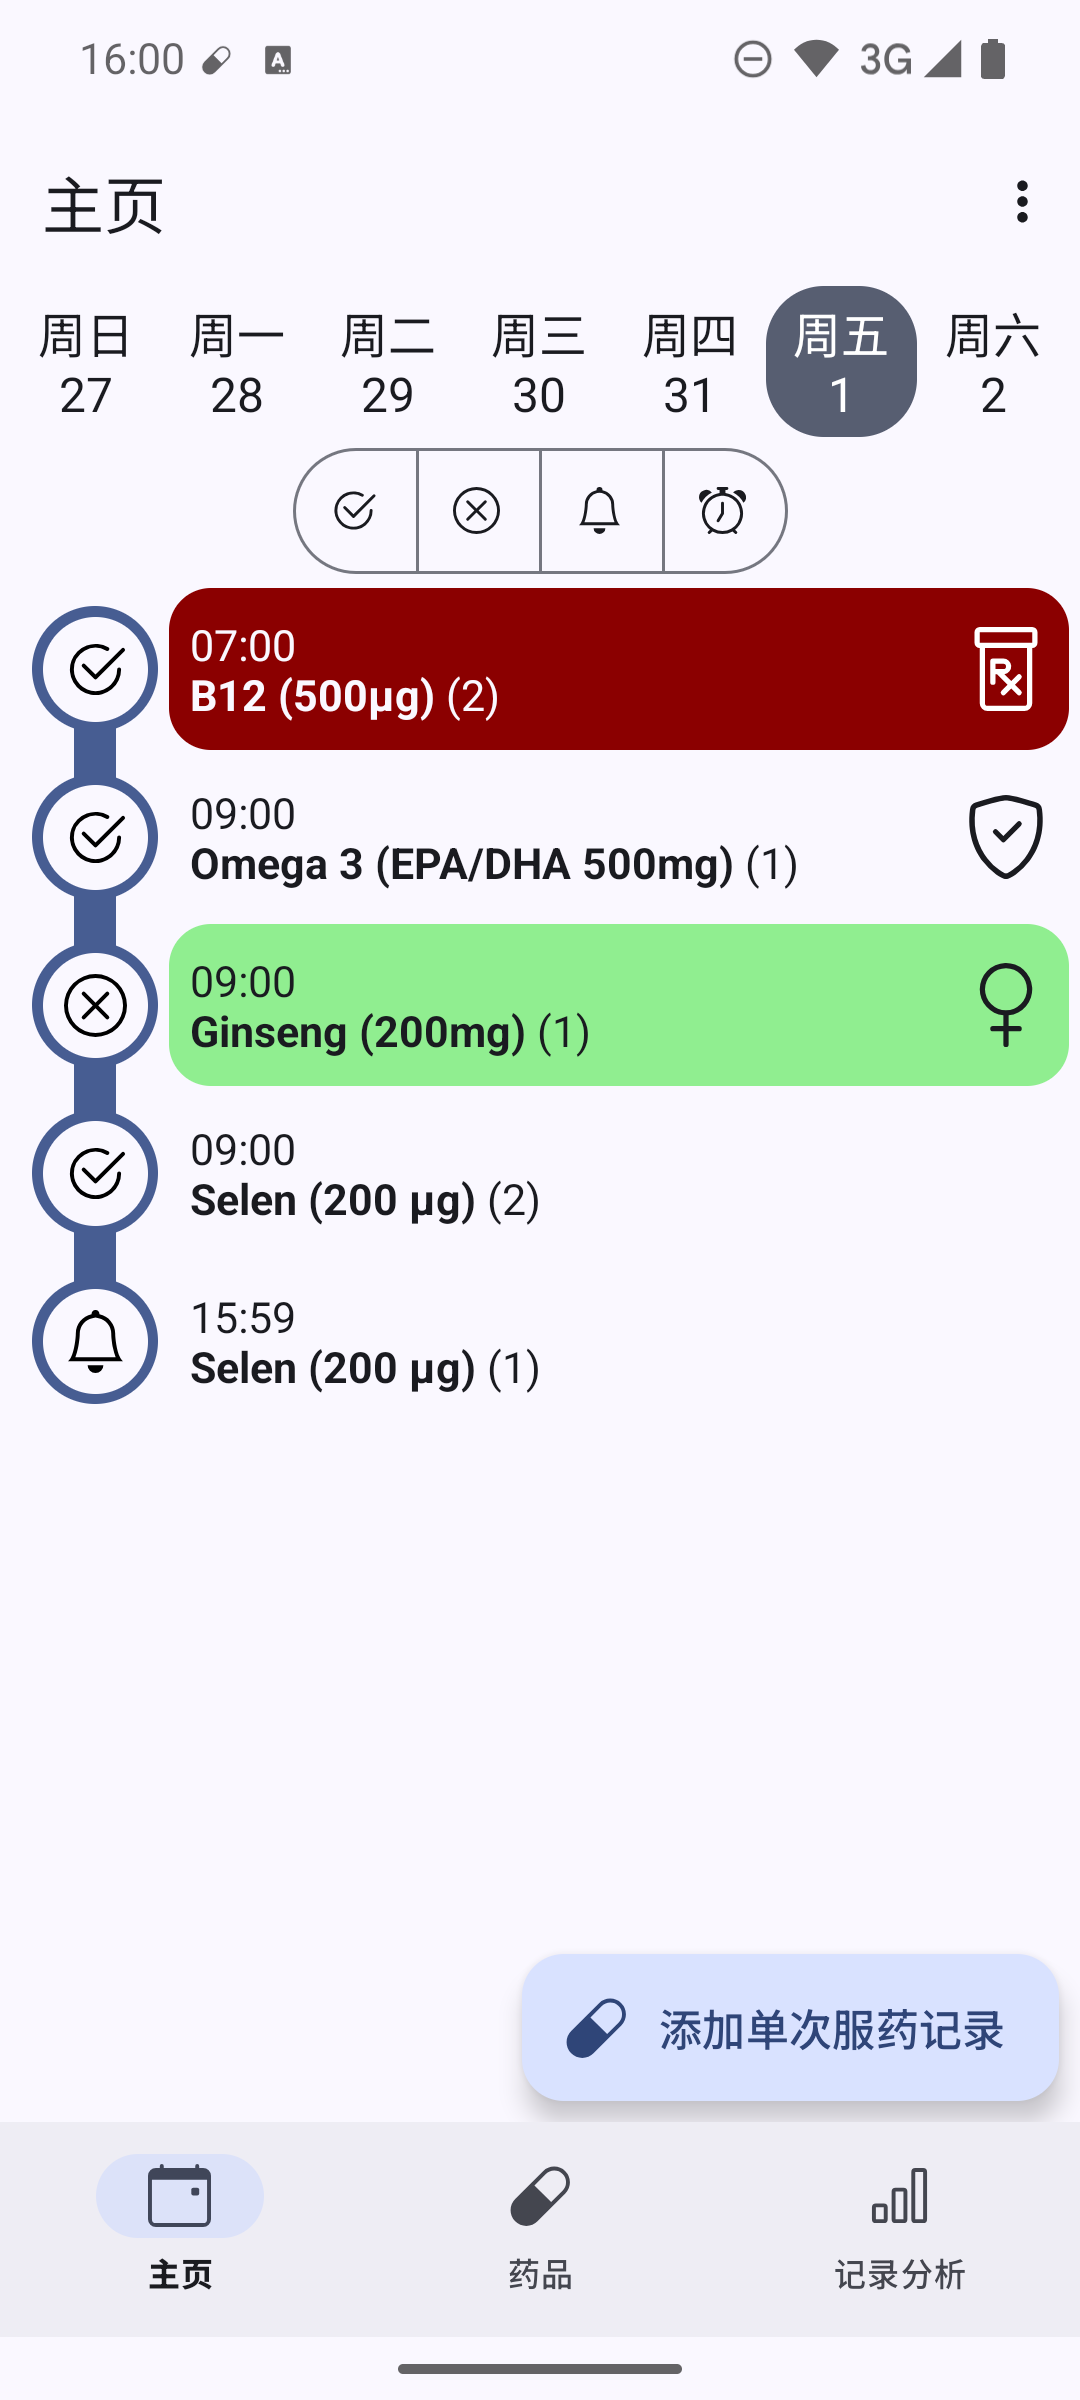 16:00
3G
主页
周日 周一 周二 周三 周四 周五 周六
27 28 29 30 31 1 2
07:00
B12 (500µg) (2)
09:00
Omega 3 (EPA/DHA 500mg) (1)
09:00
Ginseng (200mg) (1)
09:00
Selen (200 µg) (2)
15:59
Selen (200 µg) (1)
添加单次服药记录
主页 药品 记录分析